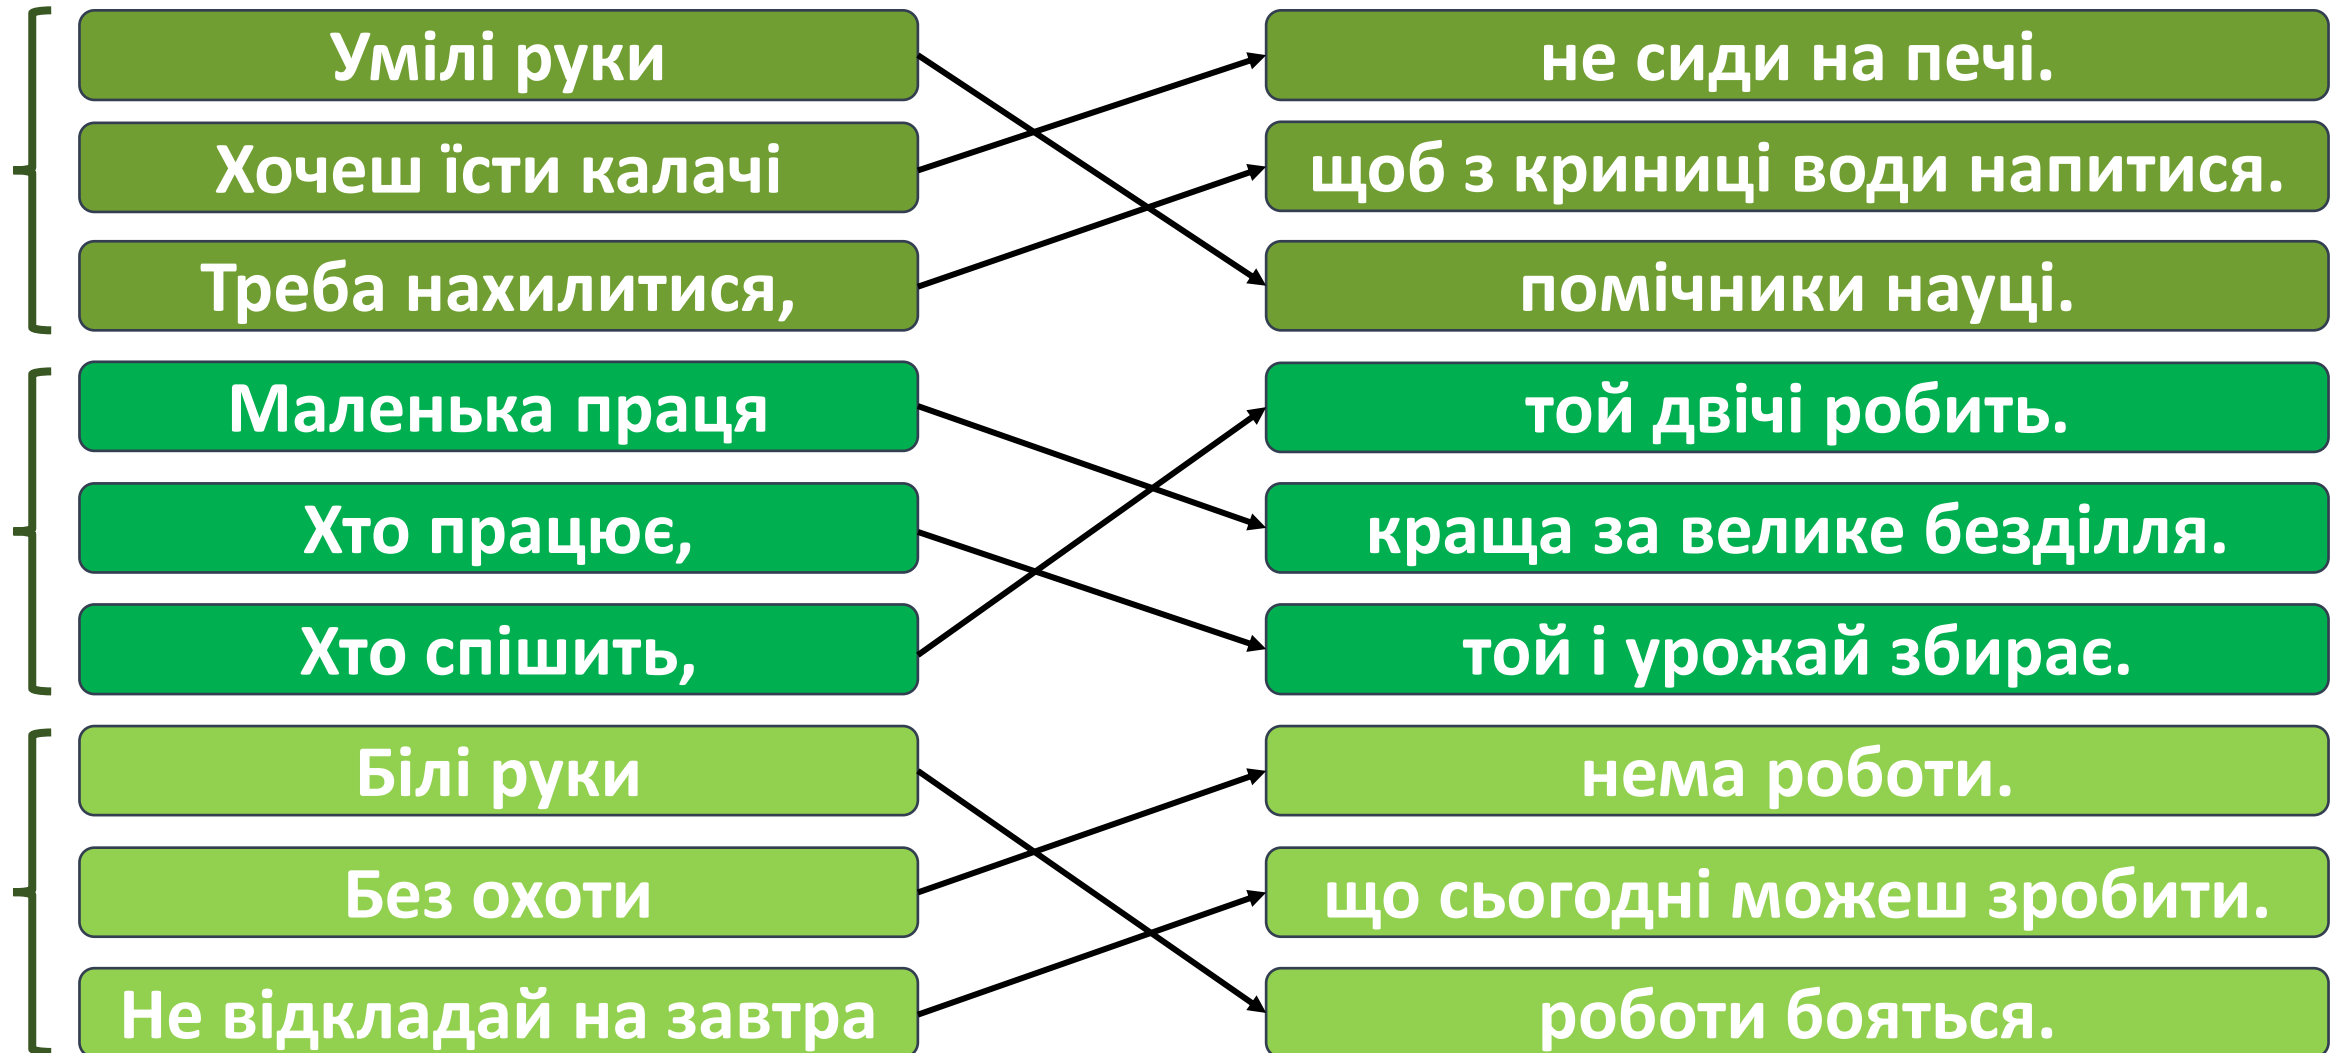 Умілі руки
не сиди на печі.
Хочеш їсти калачі
щоб з криниці води напитися.
Треба нахилитися,
помічники науці.
Маленька праця
той двічі робить.
Хто працює,
краща за велике безділля.
Хто спішить,
той і урожай збирає.
Білі руки
нема роботи.
Без охоти
що сьогодні можеш зробити.
Не відкладай на завтра
роботи бояться.